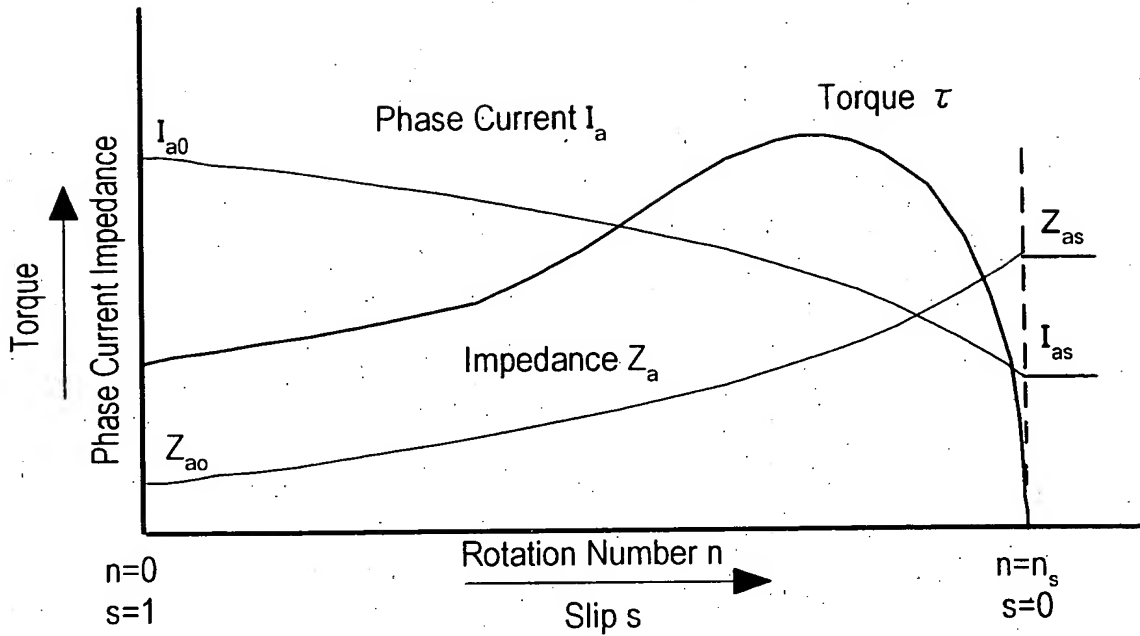 Torque τ
Phase Current I_a
I_a0
Torque
Phase Current Impedance
Z_as
I_as
Impedance Z_a
Z_ao
Rotation Number n
n=0
n=n_s
s=1
s=0
Slip s